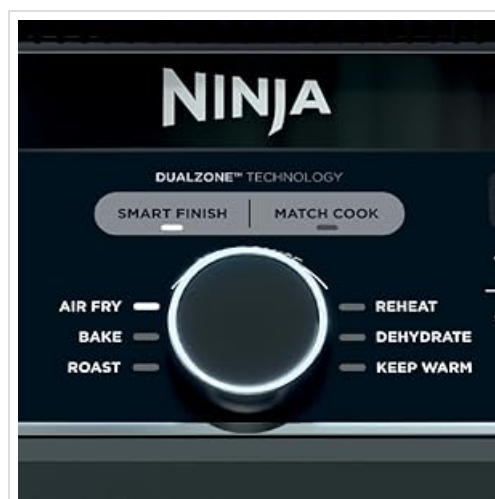 NINJA
DUALZONE™ TECHNOLOGY
SMART FINISH MATCH COOK
AIR FRY REHEAT
BAKE DEHYDRATE
ROAST KEEP WARM